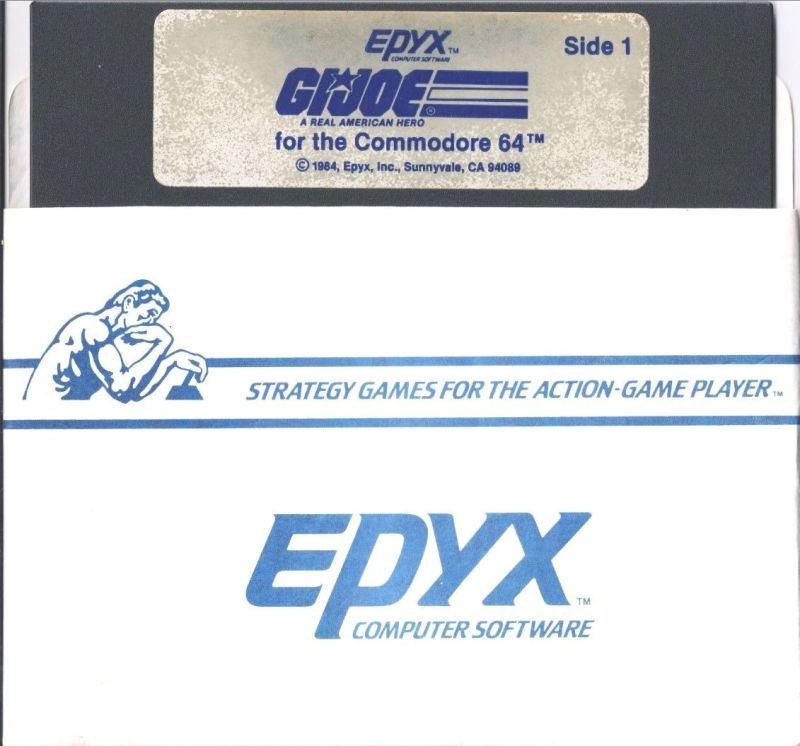 EPYX™
COMPUTER SOFTWARE
Side 1
GI JOE®
A REAL AMERICAN HERO
for the Commodore 64™
© 1984, Epyx, Inc., Sunnyvale, CA 94089
STRATEGY GAMES FOR THE ACTION-GAME PLAYER™
EPYX™
COMPUTER SOFTWARE